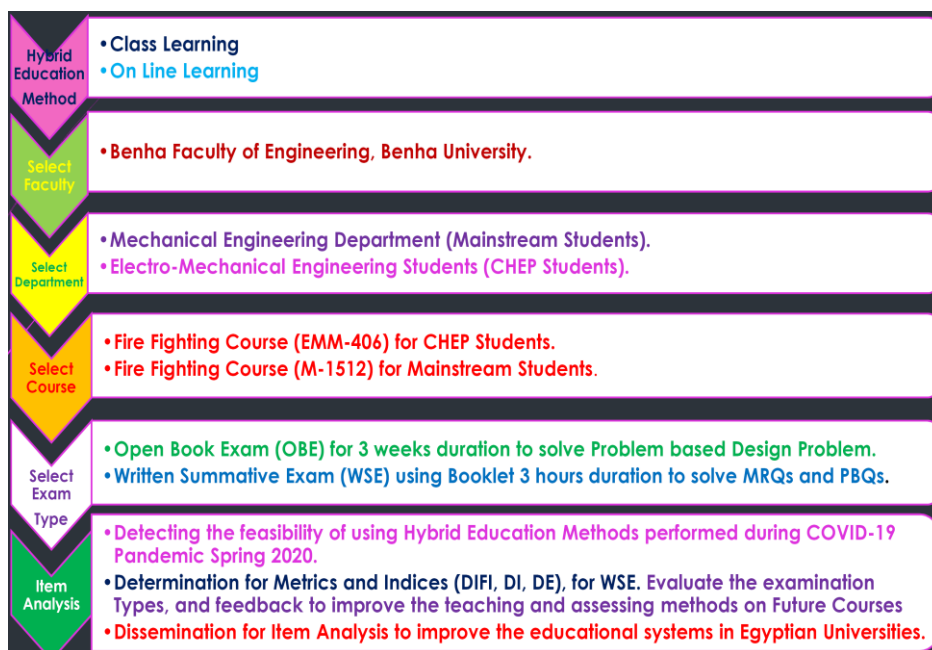 Hybrid
Education
Method
•Class Learning
•On Line Learning
Select
Faculty
•Benha Faculty of Engineering, Benha University.
Select
Department
•Mechanical Engineering Department (Mainstream Students).
•Electro-Mechanical Engineering Students (CHEP Students).
Select
Course
•Fire Fighting Course (EMM-406) for CHEP Students.
•Fire Fighting Course (M-1512) for Mainstream Students.
Select
Exam
Type
•Open Book Exam (OBE) for 3 weeks duration to solve Problem based Design Problem.
•Written Summative Exam (WSE) using Booklet 3 hours duration to solve MRQs and PBQs.
Item
Analysis
•Detecting the feasibility of using Hybrid Education Methods performed during COVID-19
Pandemic Spring 2020.
•Determination for Metrics and Indices (DIFI, DI, DE), for WSE. Evaluate the examination
Types, and feedback to improve the teaching and assessing methods on Future Courses
•Dissemination for Item Analysis to improve the educational systems in Egyptian Universities.